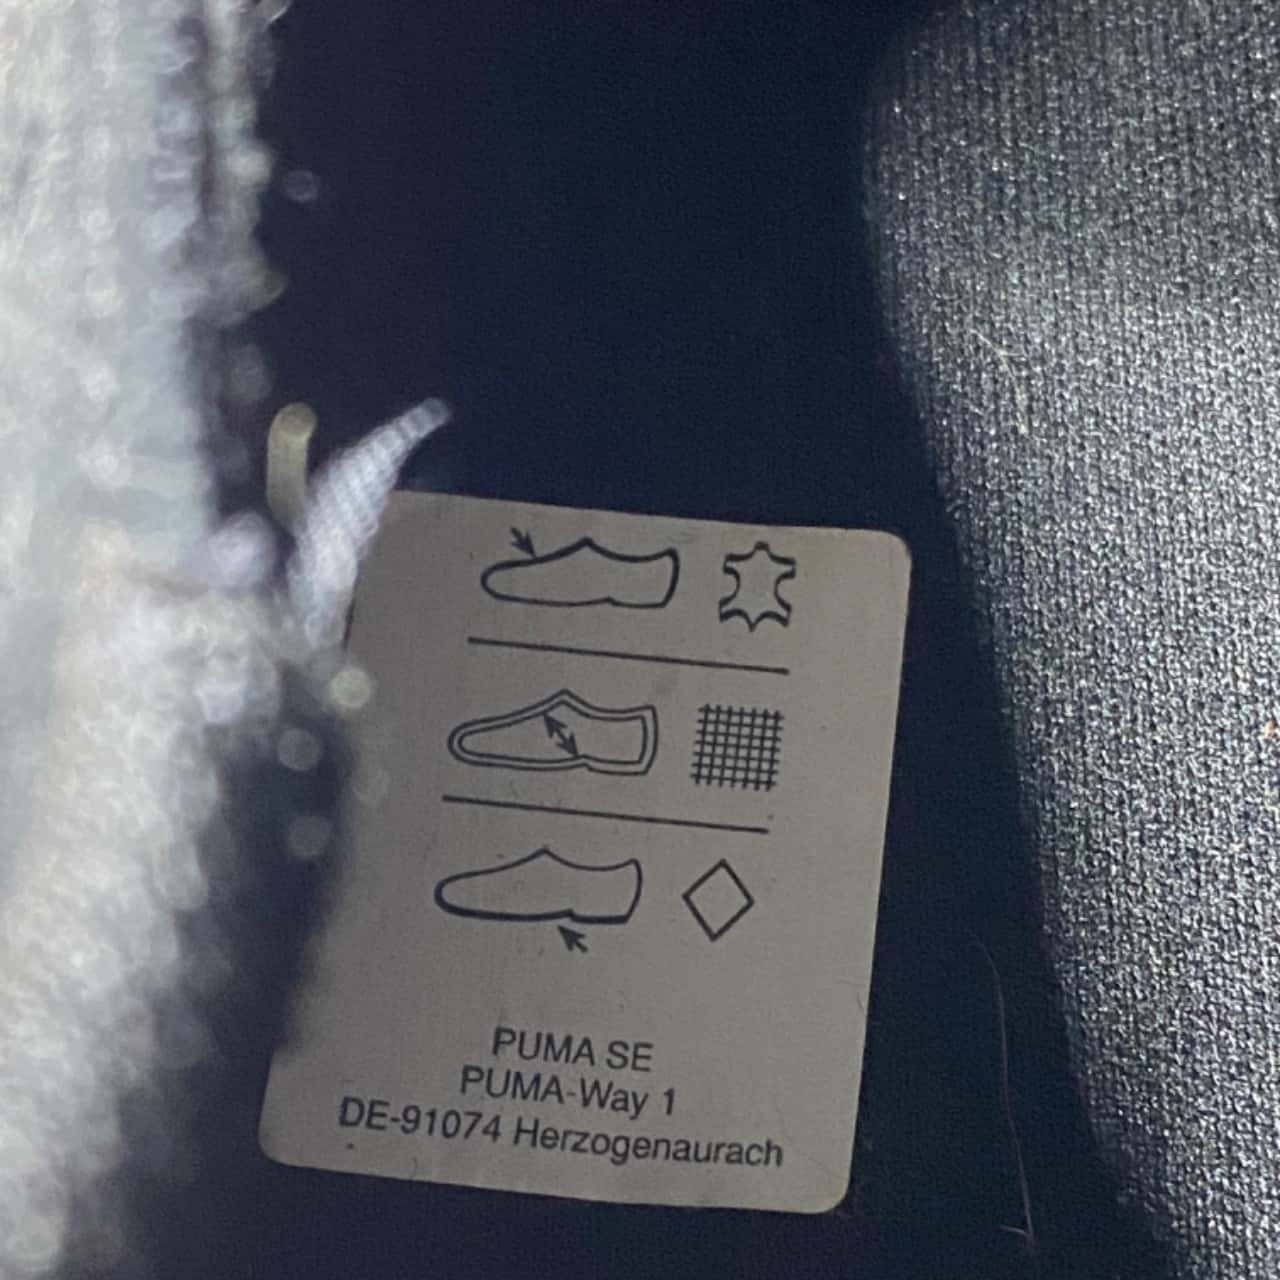 PUMA SE
PUMA-Way 1
DE-91074 Herzogenaurach